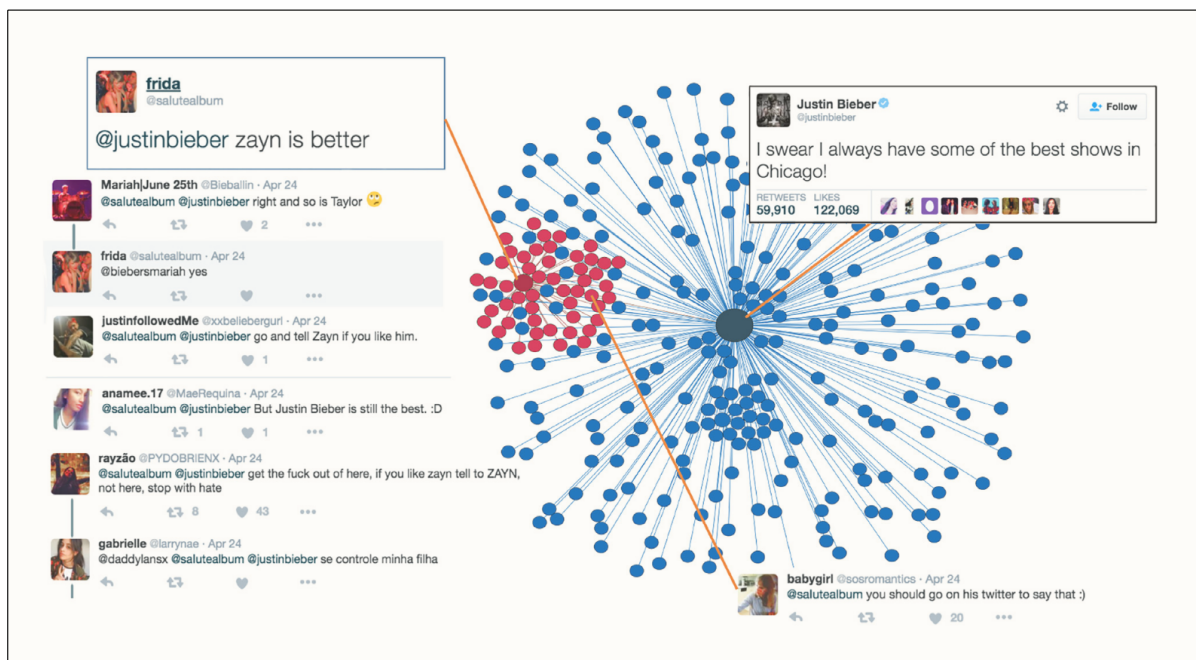 frida
@salutealbum
@justinbieber zayn is better
Mariah|June 25th @Bieballin · Apr 24
@salutealbum @justinbieber right and so is Taylor 🙄
2
frida @salutealbum · Apr 24
@biebersmariah yes
justinfollowedMe @xxbeliebergurl · Apr 24
@salutealbum @justinbieber go and tell Zayn if you like him.
1
anamee.17 @MaeRequina · Apr 24
@salutealbum @justinbieber But Justin Bieber is still the best. :D
1 1
rayzão @PYDOBRIENX · Apr 24
@salutealbum @justinbieber get the fuck out of here, if you like zayn tell to ZAYN,
not here, stop with hate
8 43
gabrielle @larrynae · Apr 24
@daddylansx @salutealbum @justinbieber se controle minha filha
Justin Bieber
@justinbieber
Follow
I swear I always have some of the best shows in
Chicago!
RETWEETS LIKES
59,910 122,069
babygirl @sosromantics · Apr 24
@salutealbum you should go on his twitter to say that :)
20